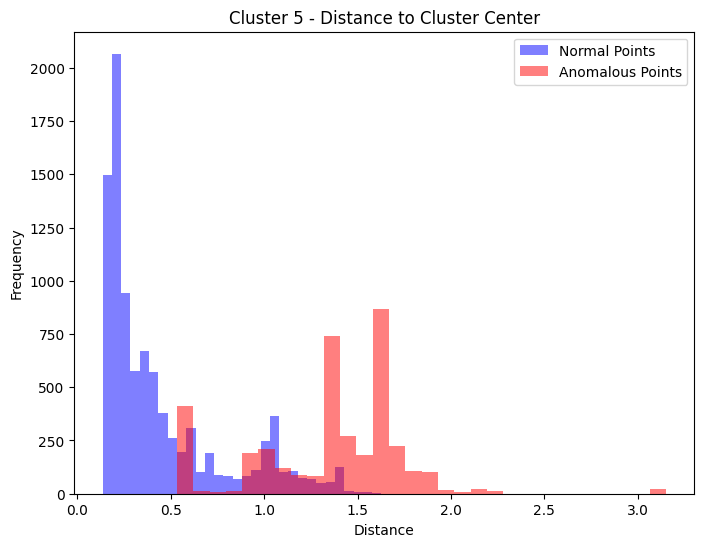 Cluster 5 - Distance to Cluster Center
Normal Points
Anomalous Points
Frequency
2000
1750
1500
1250
1000
750
500
250
0
0.0 0.5 1.0 1.5 2.0 2.5 3.0
Distance